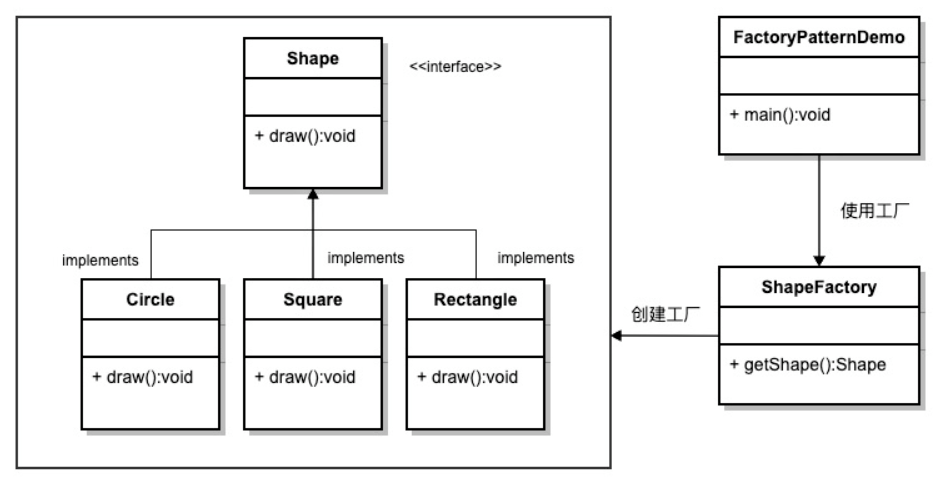 Shape
<<interface>>
+ draw():void
implements
implements
implements
Circle
+ draw():void
Square
+ draw():void
Rectangle
+ draw():void
FactoryPatternDemo
+ main():void
使用工厂
创建工厂
ShapeFactory
+ getShape():Shape